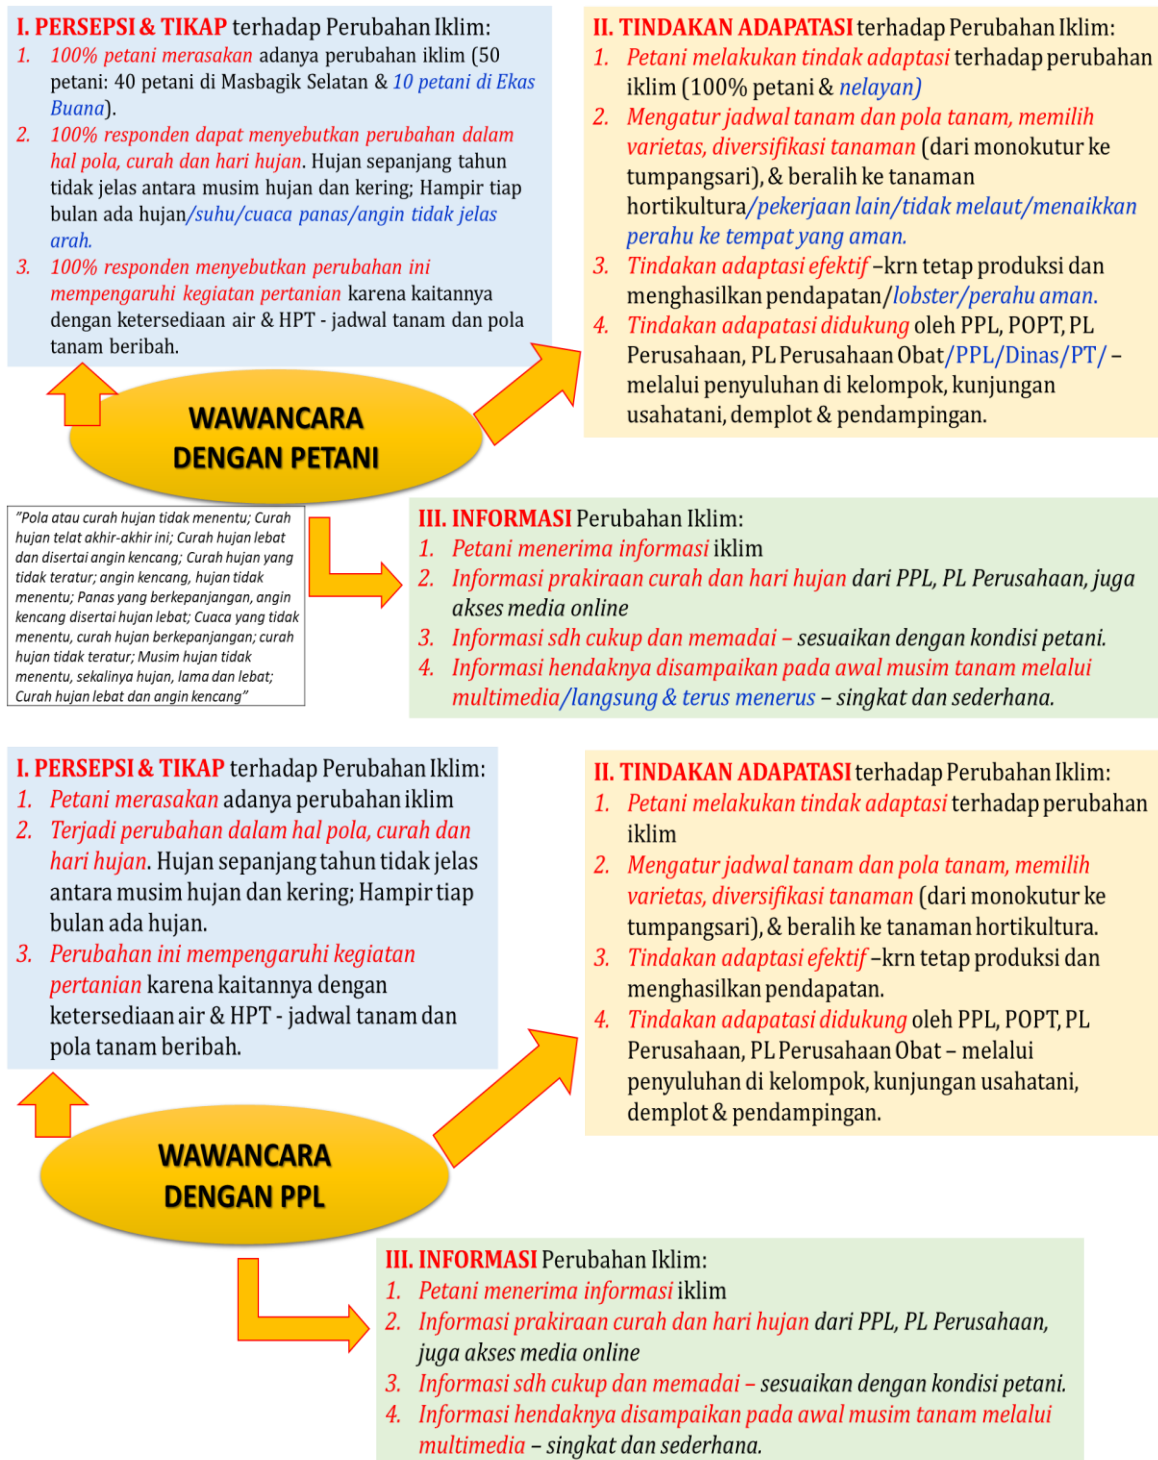 I. PERSEPSI & TIKAP terhadap Perubahan Iklim:
1. 100% petani merasakan adanya perubahan iklim (50
petani: 40 petani di Masbagik Selatan & 10 petani di Ekas
Buana).
2. 100% responden dapat menyebutkan perubahan dalam
hal pola, curah dan hari hujan. Hujan sepanjang tahun
tidak jelas antara musim hujan dan kering; Hampir tiap
bulan ada hujan/suhu/cuaca panas/angin tidak jelas
arah.
3. 100% responden menyebutkan perubahan ini
mempengaruhi kegiatan pertanian karena kaitannya
dengan ketersediaan air & HPT - jadwal tanam dan pola
tanam beribah.
II. TINDAKAN ADAPATASI terhadap Perubahan Iklim:
1. Petani melakukan tindak adaptasi terhadap perubahan
iklim (100% petani & nelayan)
2. Mengatur jadwal tanam dan pola tanam, memilih
varietas, diversifikasi tanaman (dari monokutur ke
tumpangsari), & beralih ke tanaman
hortikultura/pekerjaan lain/tidak melaut/menaikkan
perahu ke tempat yang aman.
3. Tindakan adaptasi efektif –krn tetap produksi dan
menghasilkan pendapatan/lobster/perahu aman.
4. Tindakan adapatasi didukung oleh PPL, POPT, PL
Perusahaan, PL Perusahaan Obat/PPL/Dinas/PT/ –
melalui penyuluhan di kelompok, kunjungan
usahatani, demplot & pendampingan.
WAWANCARA
DENGAN PETANI
"Pola atau curah hujan tidak menentu; Curah
hujan telat akhir-akhir ini; Curah hujan lebat
dan disertai angin kencang; Curah hujan yang
tidak teratur; angin kencang, hujan tidak
menentu; Panas yang berkepanjangan, angin
kencang disertai hujan lebat; Cuaca yang tidak
menentu, curah hujan berkepanjangan; curah
hujan tidak teratur; Musim hujan tidak
menentu, sekalinya hujan, lama dan lebat;
Curah hujan lebat dan angin kencang"
III. INFORMASI Perubahan Iklim:
1. Petani menerima informasi iklim
2. Informasi prakiraan curah dan hari hujan dari PPL, PL Perusahaan, juga
akses media online
3. Informasi sdh cukup dan memadai – sesuaikan dengan kondisi petani.
4. Informasi hendaknya disampaikan pada awal musim tanam melalui
multimedia/langsung & terus menerus – singkat dan sederhana.
I. PERSEPSI & TIKAP terhadap Perubahan Iklim:
1. Petani merasakan adanya perubahan iklim
2. Terjadi perubahan dalam hal pola, curah dan
hari hujan. Hujan sepanjang tahun tidak jelas
antara musim hujan dan kering; Hampir tiap
bulan ada hujan.
3. Perubahan ini mempengaruhi kegiatan
pertanian karena kaitannya dengan
ketersediaan air & HPT - jadwal tanam dan
pola tanam beribah.
II. TINDAKAN ADAPATASI terhadap Perubahan Iklim:
1. Petani melakukan tindak adaptasi terhadap perubahan
iklim
2. Mengatur jadwal tanam dan pola tanam, memilih
varietas, diversifikasi tanaman (dari monokutur ke
tumpangsari), & beralih ke tanaman hortikultura.
3. Tindakan adaptasi efektif –krn tetap produksi dan
menghasilkan pendapatan.
4. Tindakan adapatasi didukung oleh PPL, POPT, PL
Perusahaan, PL Perusahaan Obat – melalui
penyuluhan di kelompok, kunjungan usahatani,
demplot & pendampingan.
WAWANCARA
DENGAN PPL
III. INFORMASI Perubahan Iklim:
1. Petani menerima informasi iklim
2. Informasi prakiraan curah dan hari hujan dari PPL, PL Perusahaan,
juga akses media online
3. Informasi sdh cukup dan memadai – sesuaikan dengan kondisi petani.
4. Informasi hendaknya disampaikan pada awal musim tanam melalui
multimedia – singkat dan sederhana.